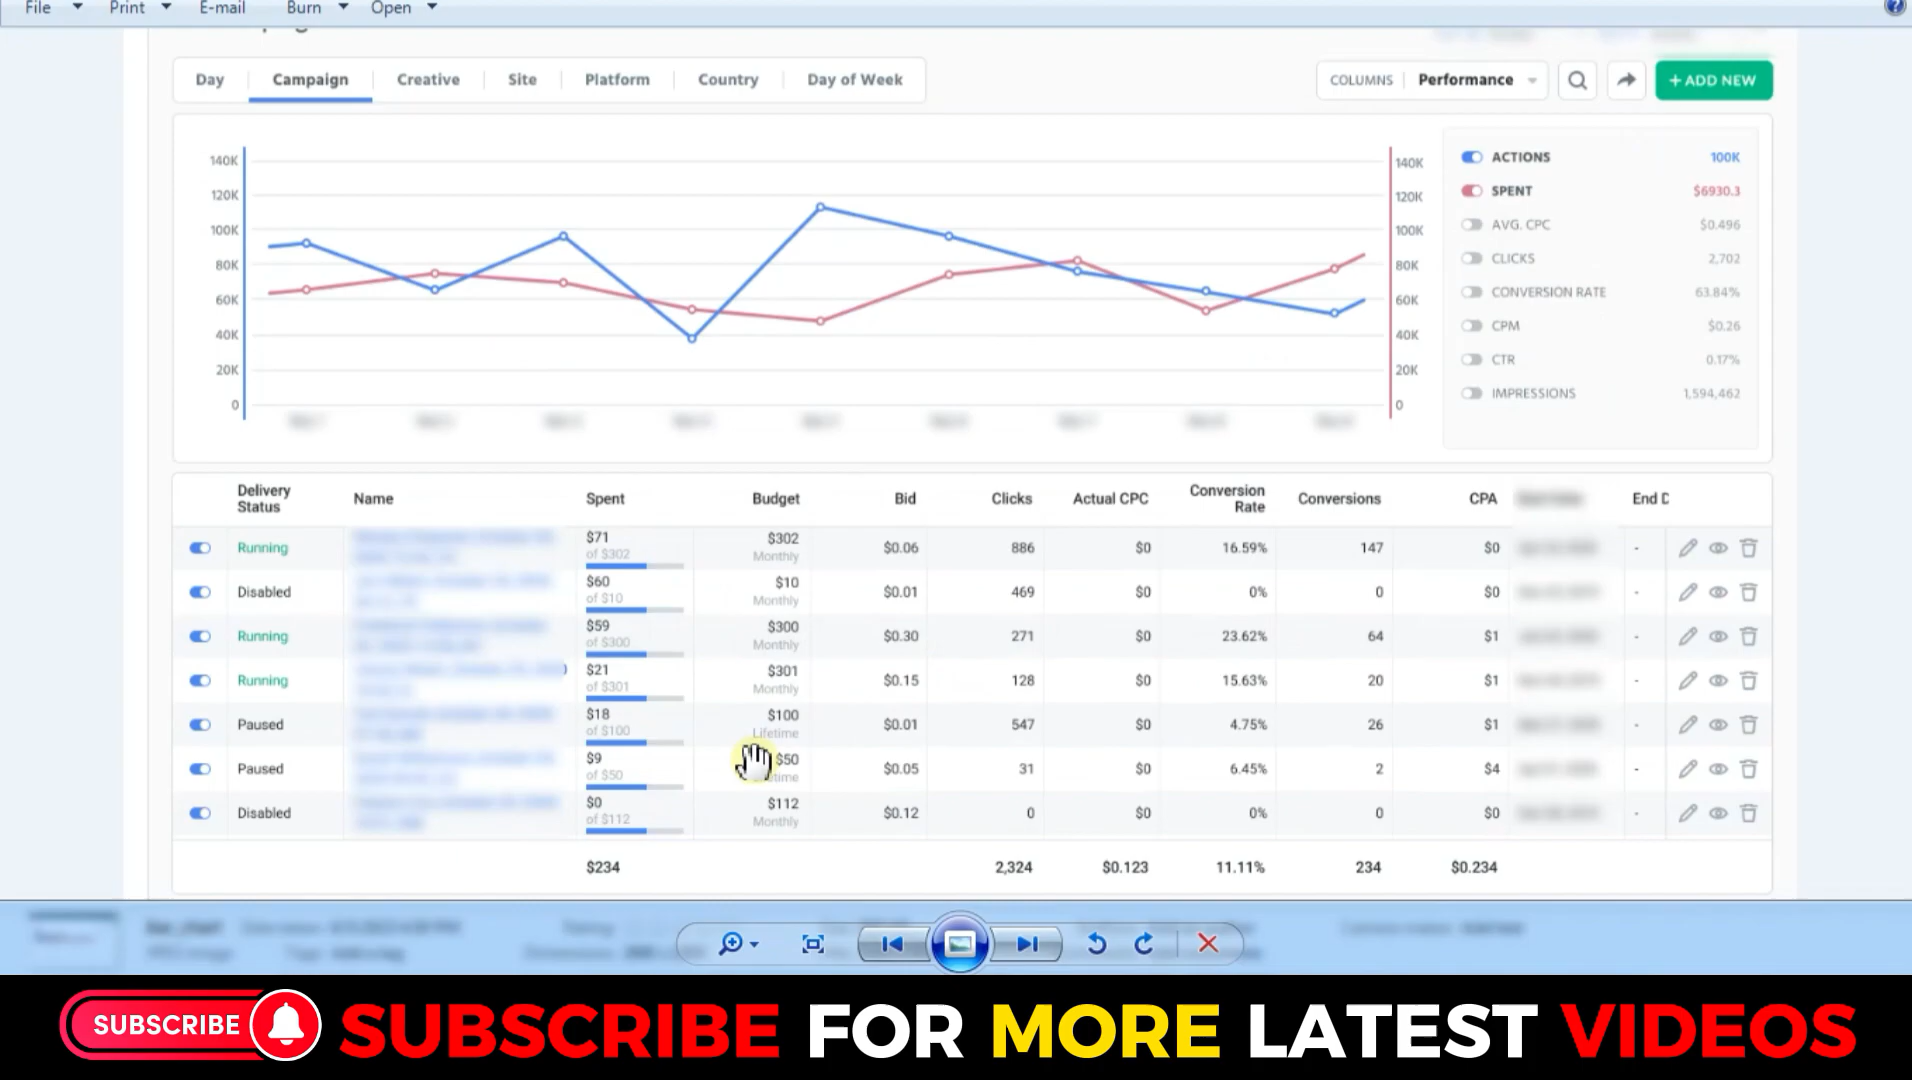 File Print E-mail Burn Open
Day Campaign Creative Site Platform Country Day of Week COLUMNS Performance + ADD NEW
140K 140K
120K 120K
100K 100K
80K 80K
60K 60K
40K 40K
20K 20K
0 0
ACTIONS 100K
SPENT $6930.3
AVG. CPC $0.496
CLICKS 2,702
CONVERSION RATE 63.84%
CPM $0.26
CTR 0.17%
IMPRESSIONS 1,594,462
Delivery Status Name Spent Budget Bid Clicks Actual CPC Conversion Rate Conversions CPA End D
Running $71 of $302 $302 Monthly $0.06 886 $0 16.59% 147 $0 -
Disabled $60 of $10 $10 Monthly $0.01 469 $0 0% 0 $0 -
Running $59 of $300 $300 Monthly $0.30 271 $0 23.62% 64 $1 -
Running $21 of $301 $301 Monthly $0.15 128 $0 15.63% 20 $1 -
Paused $18 of $100 $100 Lifetime $0.01 547 $0 4.75% 26 $1 -
Paused $9 of $50 $50 $0.05 31 $0 6.45% 2 $4 -
Disabled $0 of $112 $112 Monthly $0.12 0 $0 0% 0 $0 -
$234 2,324 $0.123 11.11% 234 $0.234
SUBSCRIBE SUBSCRIBE FOR MORE LATEST VIDEOS